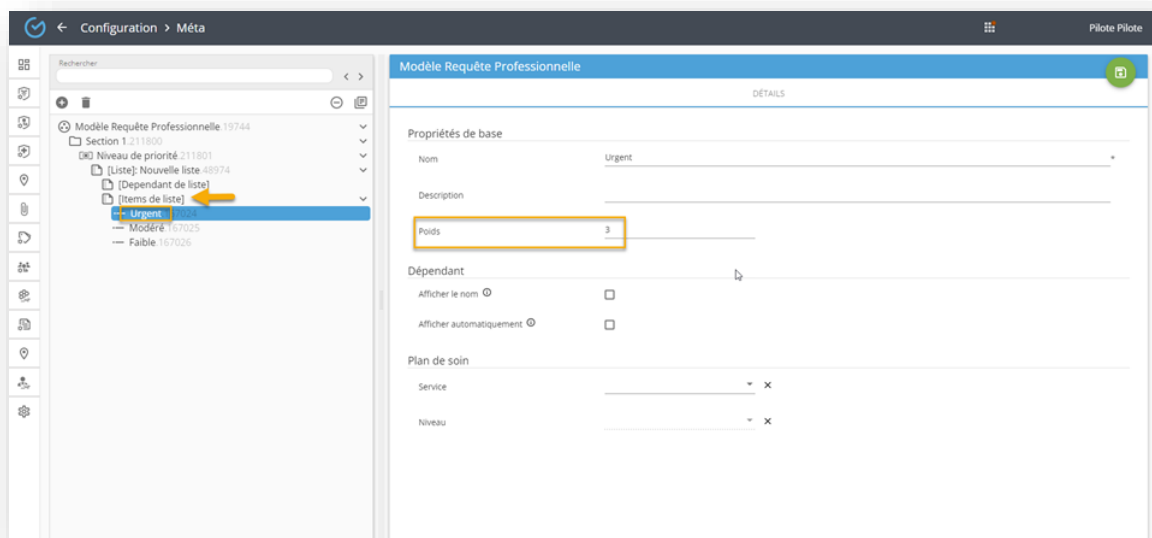 Configuration > Méta
Pilote Pilote
Rechercher
Modèle Requête Professionnelle.19744
Section 1.211800
Niveau de priorité.211801
[Liste]: Nouvelle liste.48974
[Dependant de liste]
[Items de liste]
Urgent.167024
Modéré.167025
Faible.167026
Modèle Requête Professionnelle
DÉTAILS
Propriétés de base
Nom Urgent *
Description
Poids 3
Dépendant
Afficher le nom
Afficher automatiquement
Plan de soin
Service
Niveau